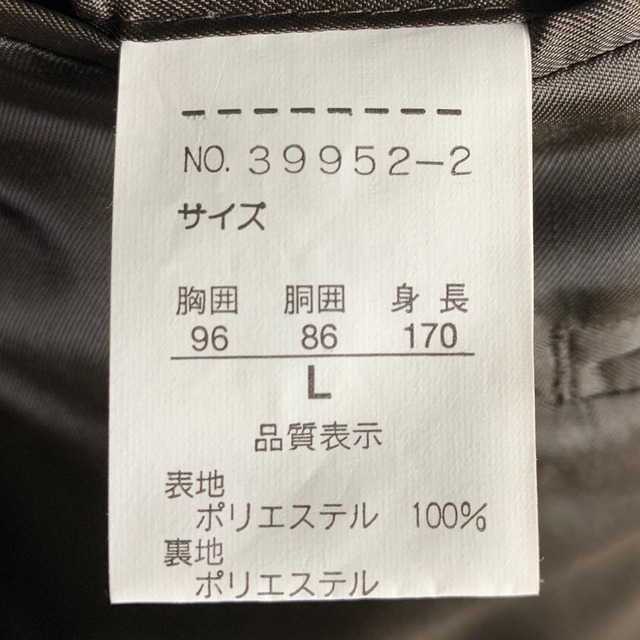 NO.39952-2
サイズ
胸囲 胴囲 身長
96 86 170
L
品質表示
表地
ポリエステル 100%
裏地
ポリエステル